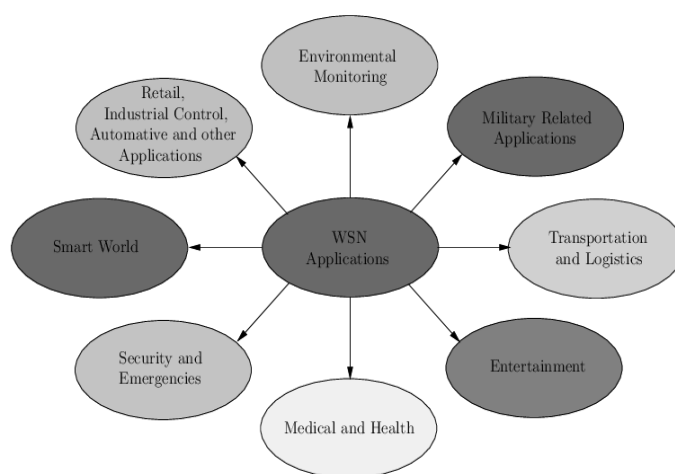 Environmental
Monitoring
Retail,
Industrial Control,
Automative and other
Applications
Military Related
Applications
Smart World
WSN
Applications
Transportation
and Logistics
Security and
Emergencies
Entertainment
Medical and Health